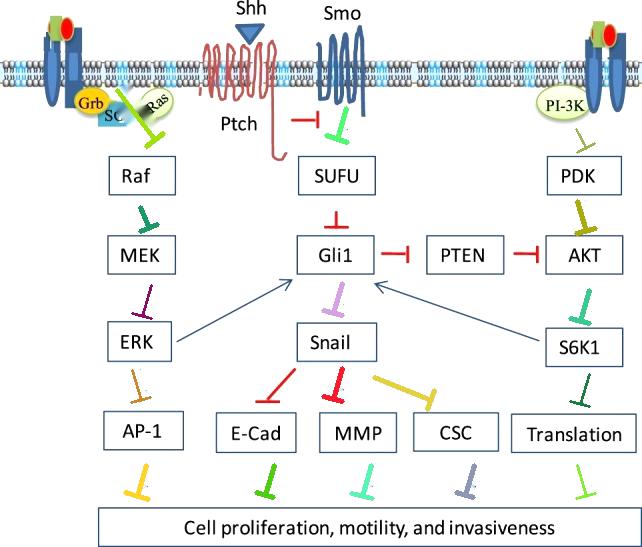 Shh
Smo
Grb
SC
Ras
Ptch
PI-3K
Raf
SUFU
PDK
MEK
Gli1
PTEN
AKT
ERK
Snail
S6K1
AP-1
E-Cad
MMP
CSC
Translation
Cell proliferation, motility, and invasiveness